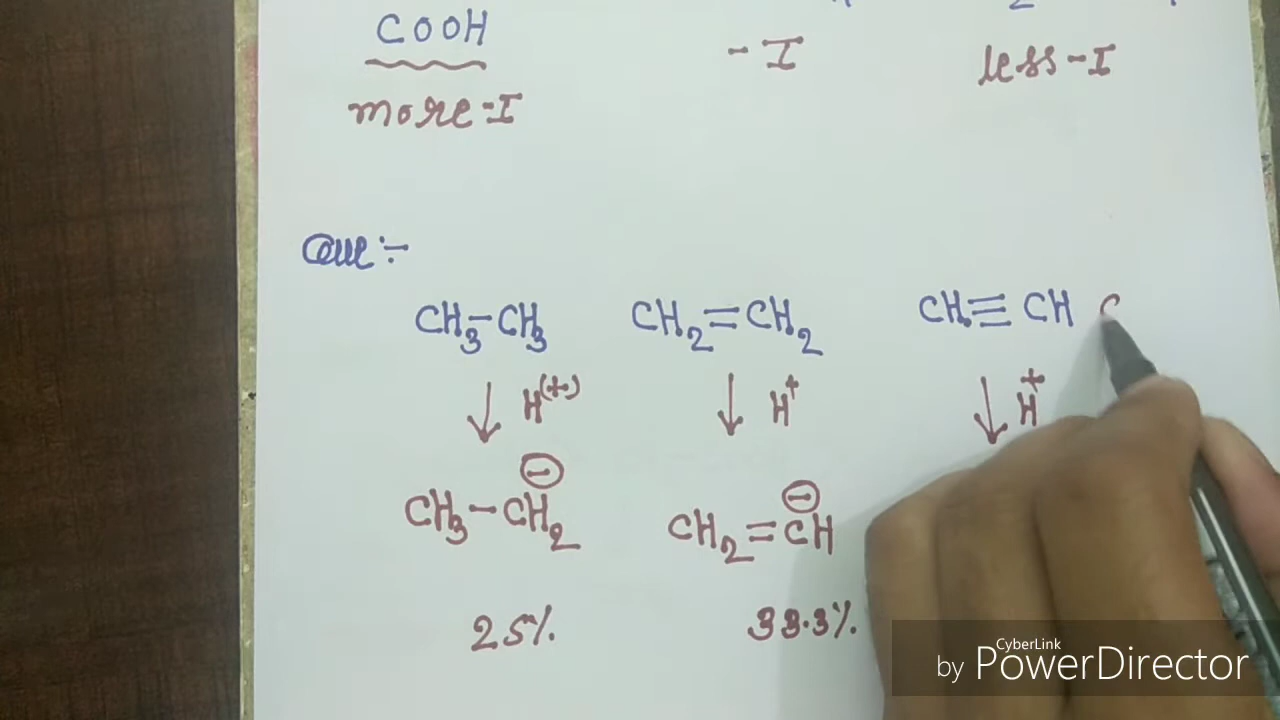 COOH
more -I
- I
less -I
Que :-
CH₃-CH₃ CH₂=CH₂ CH≡CH
H⁽⁺⁾ H⁺ H⁺
CH₃-CH₂⊖ CH₂=CH⊖
25% 33.3%
CyberLink
by PowerDirector